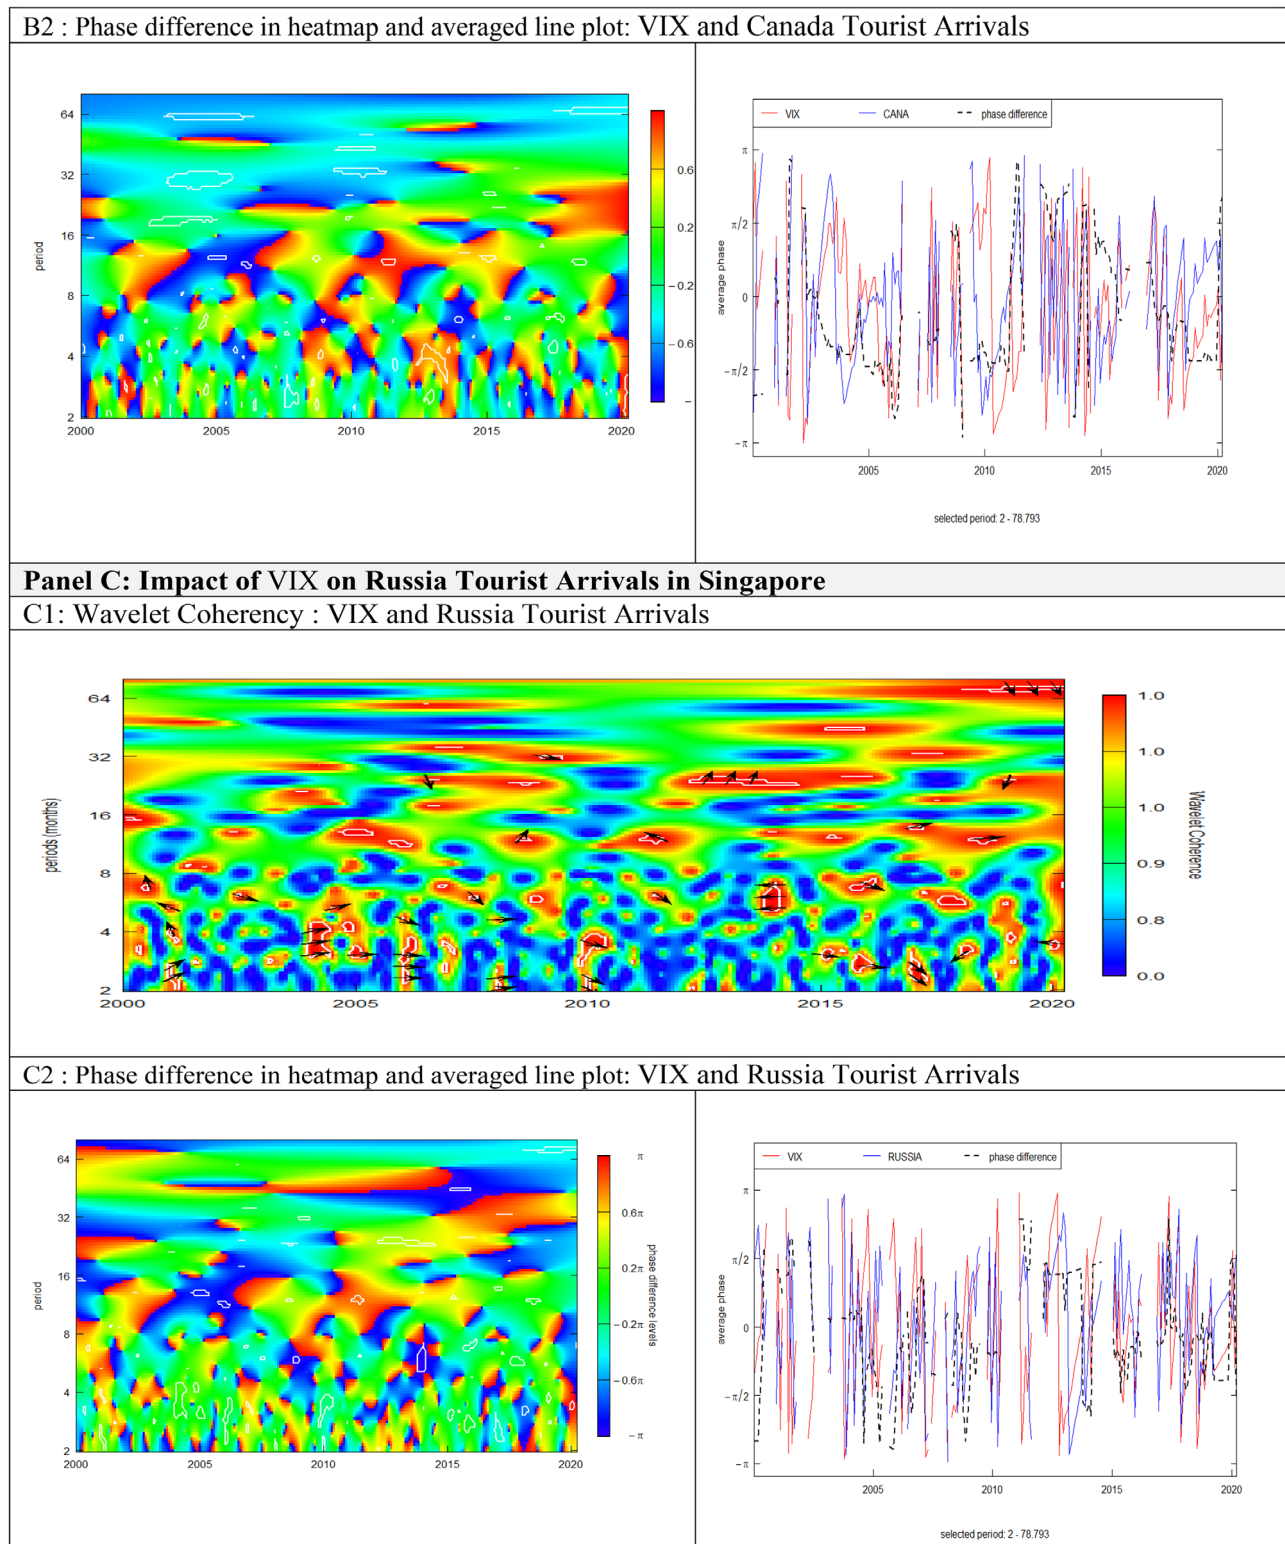 B2 : Phase difference in heatmap and averaged line plot: VIX and Canada Tourist Arrivals
64
32
16
8
4
2
period
2000 2005 2010 2015 2020
0.6
0.2
−0.2
−0.6
−
VIX CANA phase difference
π
π/2
0
−π/2
−π
average phase
2005 2010 2015 2020
selected period: 2 - 78.793
Panel C: Impact of VIX on Russia Tourist Arrivals in Singapore
C1: Wavelet Coherency : VIX and Russia Tourist Arrivals
64
32
16
8
4
2
periods (months)
2000 2005 2010 2015 2020
1.0
1.0
1.0
0.9
0.8
0.0
Wavelet Coherence
C2 : Phase difference in heatmap and averaged line plot: VIX and Russia Tourist Arrivals
64
32
16
8
4
2
period
2000 2005 2010 2015 2020
π
0.6π
0.2π
−0.2π
−0.6π
−π
phase difference levels
VIX RUSSIA phase difference
π
π/2
0
−π/2
−π
average phase
2005 2010 2015 2020
selected period: 2 - 78.793